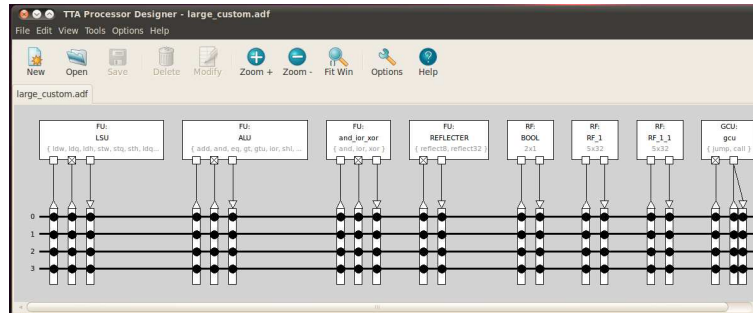 TTA Processor Designer - large_custom.adf
File Edit View Tools Options Help
New Open Save Delete Modify Zoom + Zoom - Fit Win Options Help
large_custom.adf
FU: FU: FU: FU: RF: RF: RF: GCU:
LSU ALU and_ior_xor REFLECTER BOOL RF_1 RF_1_1 gcu
{ ldw, ldq, ldh, stw, stq, sth, ldq... { add, and, eq, gt, gtu, ior, shl, ... { and, ior, xor } { reflect8, reflect32 } 2x1 5x32 5x32 { jump, call }
0
1
2
3